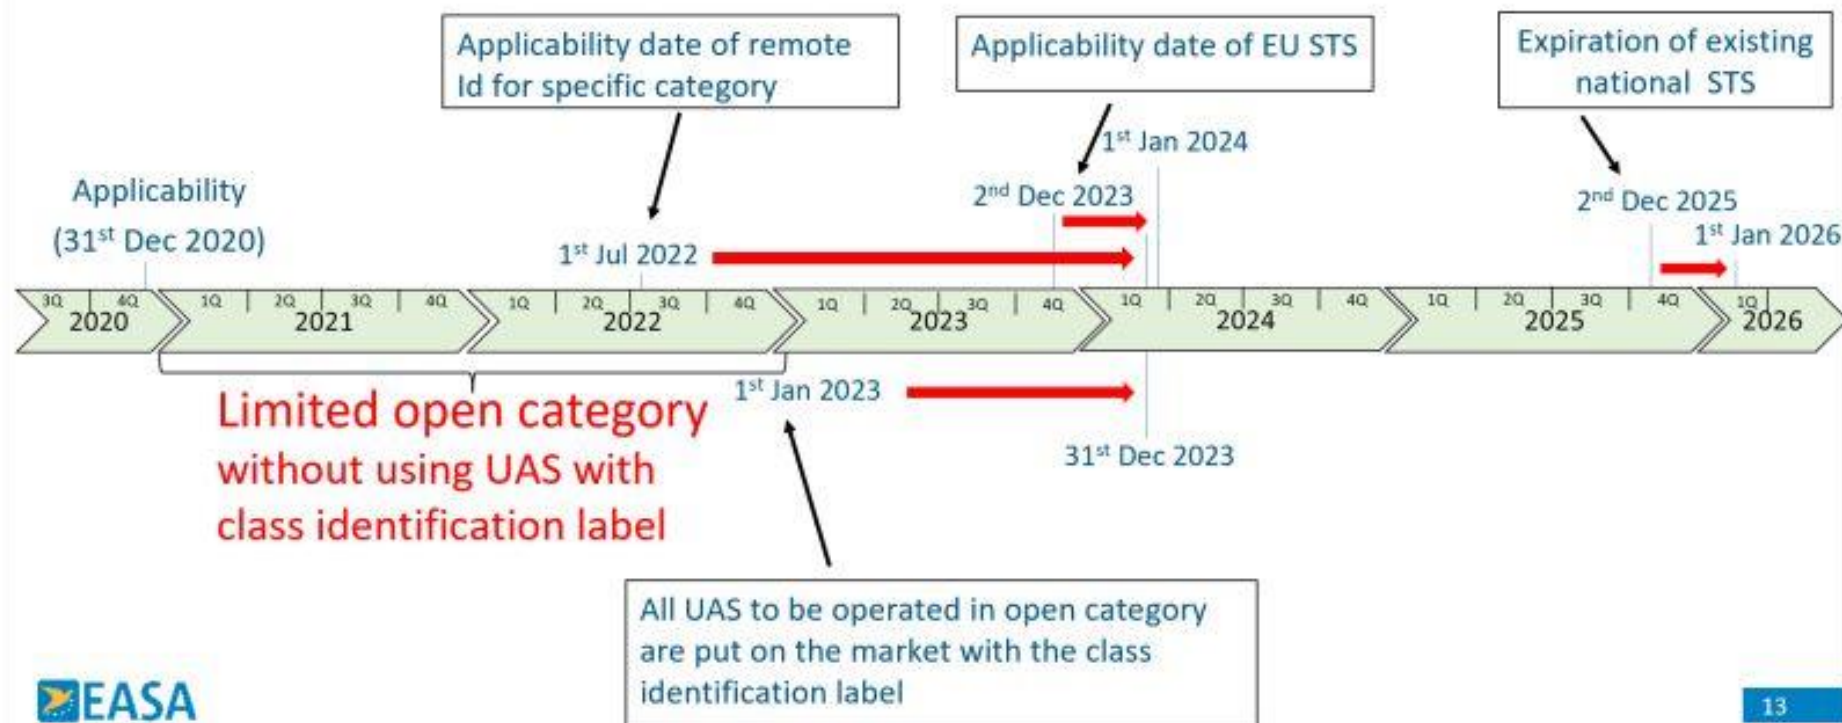 Applicability date of remote
Id for specific category
Applicability date of EU STS
Expiration of existing
national STS
1st Jan 2024
Applicability
(31st Dec 2020)
2nd Dec 2023
2nd Dec 2025
1st Jul 2022
1st Jan 2026
3Q 4Q 1Q 2Q 3Q 4Q 1Q 2Q 3Q 4Q 1Q 2Q 3Q 4Q 1Q 2Q 3Q 4Q 1Q 2Q 3Q 4Q 1Q
2020 2021 2022 2023 2024 2025 2026
Limited open category
without using UAS with
class identification label
1st Jan 2023
31st Dec 2023
All UAS to be operated in open category
are put on the market with the class
identification label
EASA
13